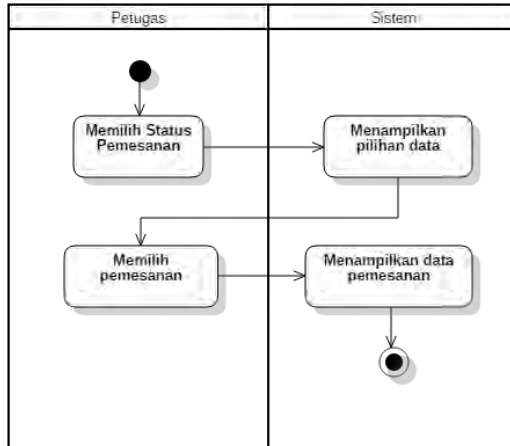 Petugas
Sistem
Memilih Status
Pemesanan
Menampilkan
pilihan data
Memilih
pemesanan
Menampilkan data
pemesanan